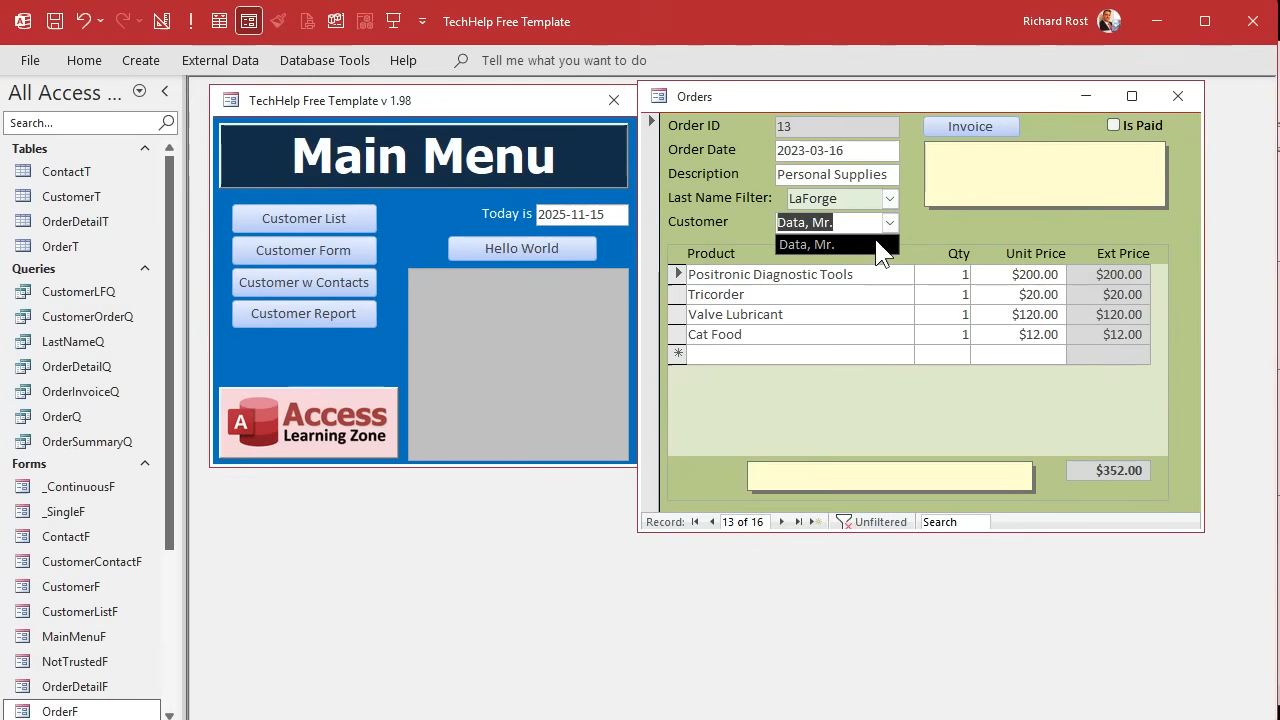 TechHelp Free Template
Richard Rost
File Home Create External Data Database Tools Help Tell me what you want to do
All Access ...
Search...
Tables
ContactT
CustomerT
OrderDetailT
OrderT
Queries
CustomerLFQ
CustomerOrderQ
LastNameQ
OrderDetailQ
OrderInvoiceQ
OrderQ
OrderSummaryQ
Forms
_ContinuousF
_SingleF
ContactF
CustomerContactF
CustomerF
CustomerListF
MainMenuF
NotTrustedF
OrderDetailF
OrderF
TechHelp Free Template v 1.98
Main Menu
Customer List
Customer Form
Customer w Contacts
Customer Report
Today is 2025-11-15
Hello World
A Access
Learning Zone
Orders
Order ID 13 Invoice Is Paid
Order Date 2023-03-16
Description Personal Supplies
Last Name Filter: LaForge
Customer Data, Mr.
Data, Mr.
Product Qty Unit Price Ext Price
Positronic Diagnostic Tools 1 $200.00 $200.00
Tricorder 1 $20.00 $20.00
Valve Lubricant 1 $120.00 $120.00
Cat Food 1 $12.00 $12.00
$352.00
Record: 13 of 16 Unfiltered Search